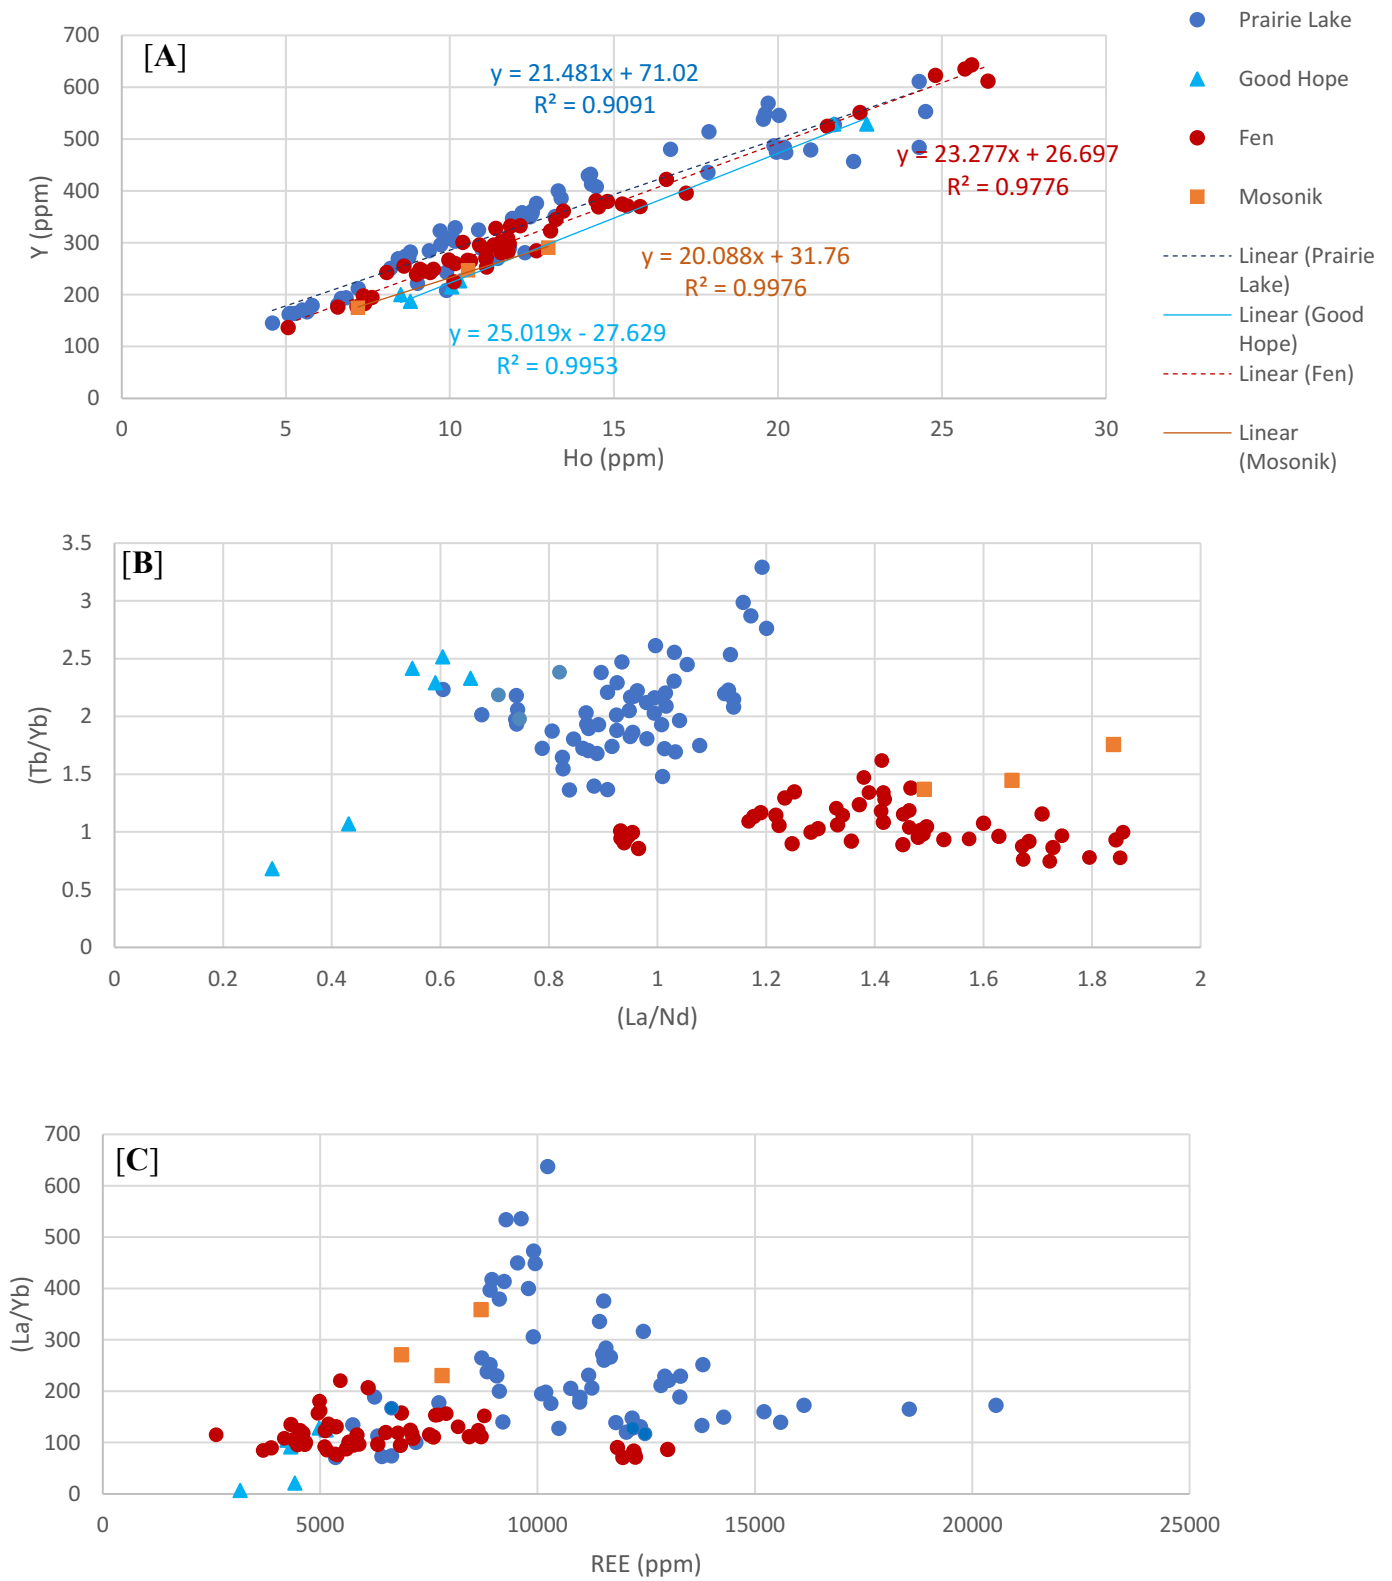 [A]
700
600
500
400
300
200
100
0
Y (ppm)
0 5 10 15 20 25 30
Ho (ppm)
y = 21.481x + 71.02
R² = 0.9091
y = 23.277x + 26.697
R² = 0.9776
y = 20.088x + 31.76
R² = 0.9976
y = 25.019x - 27.629
R² = 0.9953
Prairie Lake
Good Hope
Fen
Mosonik
Linear (Prairie
Lake)
Linear (Good
Hope)
Linear (Fen)
Linear
(Mosonik)
[B]
3.5
3
2.5
2
1.5
1
0.5
0
(Tb/Yb)
0 0.2 0.4 0.6 0.8 1 1.2 1.4 1.6 1.8 2
(La/Nd)
[C]
700
600
500
400
300
200
100
0
(La/Yb)
0 5000 10000 15000 20000 25000
REE (ppm)